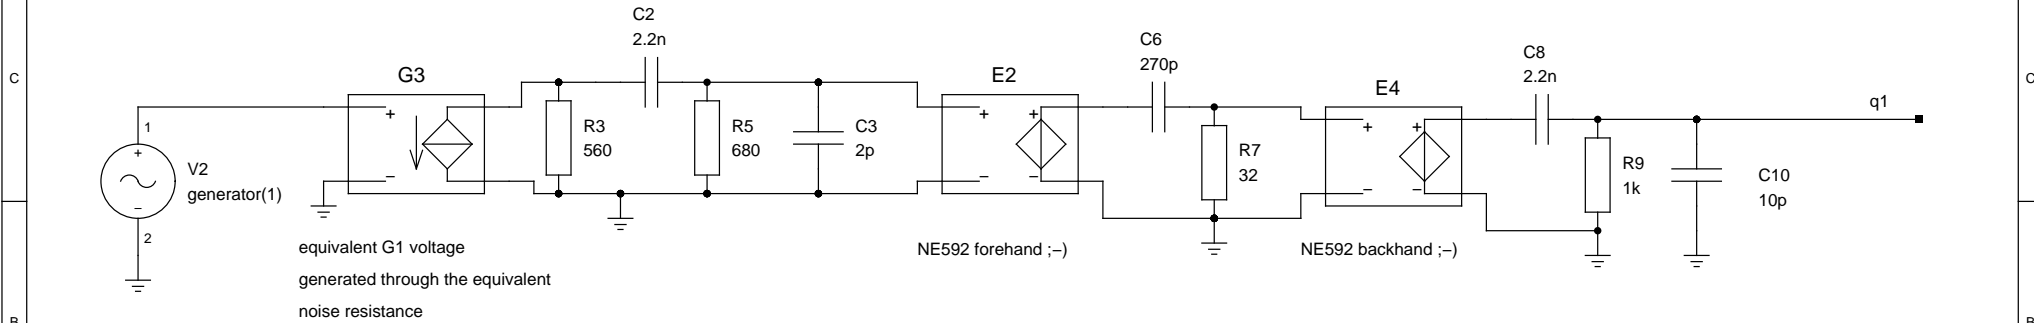 C2
2.2n
C6
270p
C8
2.2n
C
G3
E2
E4
C
q1
1
+
−
R3
560
R5
680
C3
2p
+
−
+
−
R7
32
+
−
+
−
R9
1k
C10
10p
+
−
V2
generator(1)
2
equivalent G1 voltage
generated through the equivalent
noise resistance
NE592 forehand ;−)
NE592 backhand ;−)
B
B